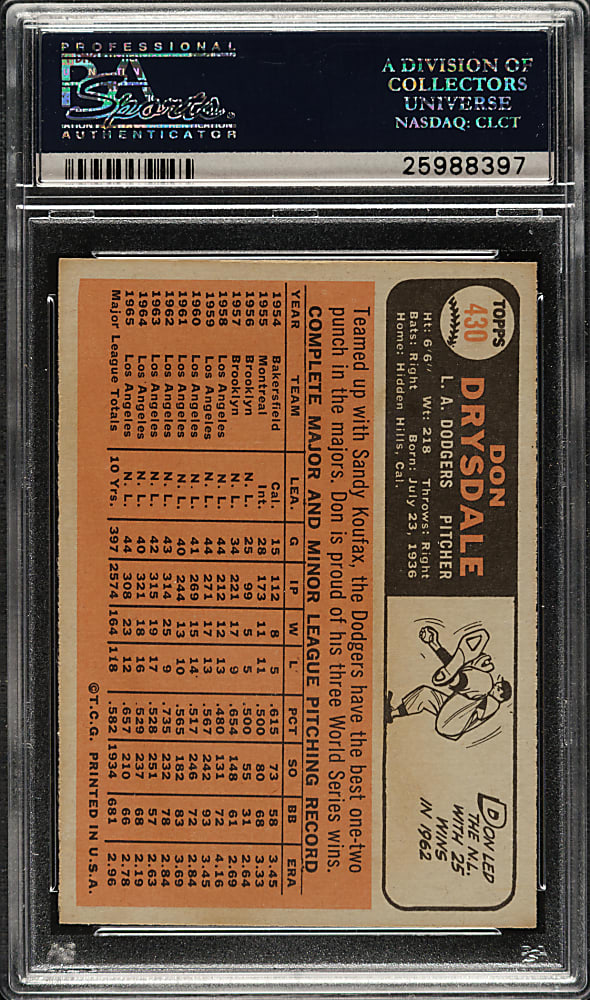 PROFESSIONAL
PSA
Sports.
AUTHENTICATOR
A DIVISION OF
COLLECTORS
UNIVERSE
NASDAQ: CLCT
25988397
TOPPS
430
DON
DRYSDALE
L. A. DODGERS PITCHER
Ht: 6'6" Wt: 218 Throws: Right
Bats: Right Born: July 23, 1936
Home: Hidden Hills, Cal.
DON LED
THE N.L.
WITH 25
WINS
IN 1962
Teamed up with Sandy Koufax, the Dodgers have the best one-two
punch in the majors. Don is proud of his three World Series wins.
COMPLETE MAJOR AND MINOR LEAGUE PITCHING RECORD
YEAR TEAM LEA. G IP W L PCT SO BB ERA
1954 Bakersfield Cal. 15 112 8 5 .615 73 58 3.45
1955 Montreal Int. 28 173 11 11 .500 80 68 3.33
1956 Brooklyn N. L. 25 99 5 5 .500 55 31 2.64
1957 Brooklyn N. L. 34 221 17 9 .654 148 61 2.69
1958 Los Angeles N. L. 44 212 12 13 .480 131 72 4.16
1959 Los Angeles N. L. 44 271 17 13 .567 242 93 3.45
1960 Los Angeles N. L. 41 269 15 14 .517 246 72 2.84
1961 Los Angeles N. L. 40 244 13 10 .565 182 83 3.69
1962 Los Angeles N. L. 43 314 25 9 .735 232 78 2.84
1963 Los Angeles N. L. 42 315 19 17 .528 251 57 2.63
1964 Los Angeles N. L. 40 321 18 16 .529 237 68 2.19
1965 Los Angeles N. L. 44 308 23 12 .657 210 66 2.78
Major League Totals 10 Yrs. 397 2574 164 118 .582 1934 681 2.96
©T.C.G. PRINTED IN U.S.A.